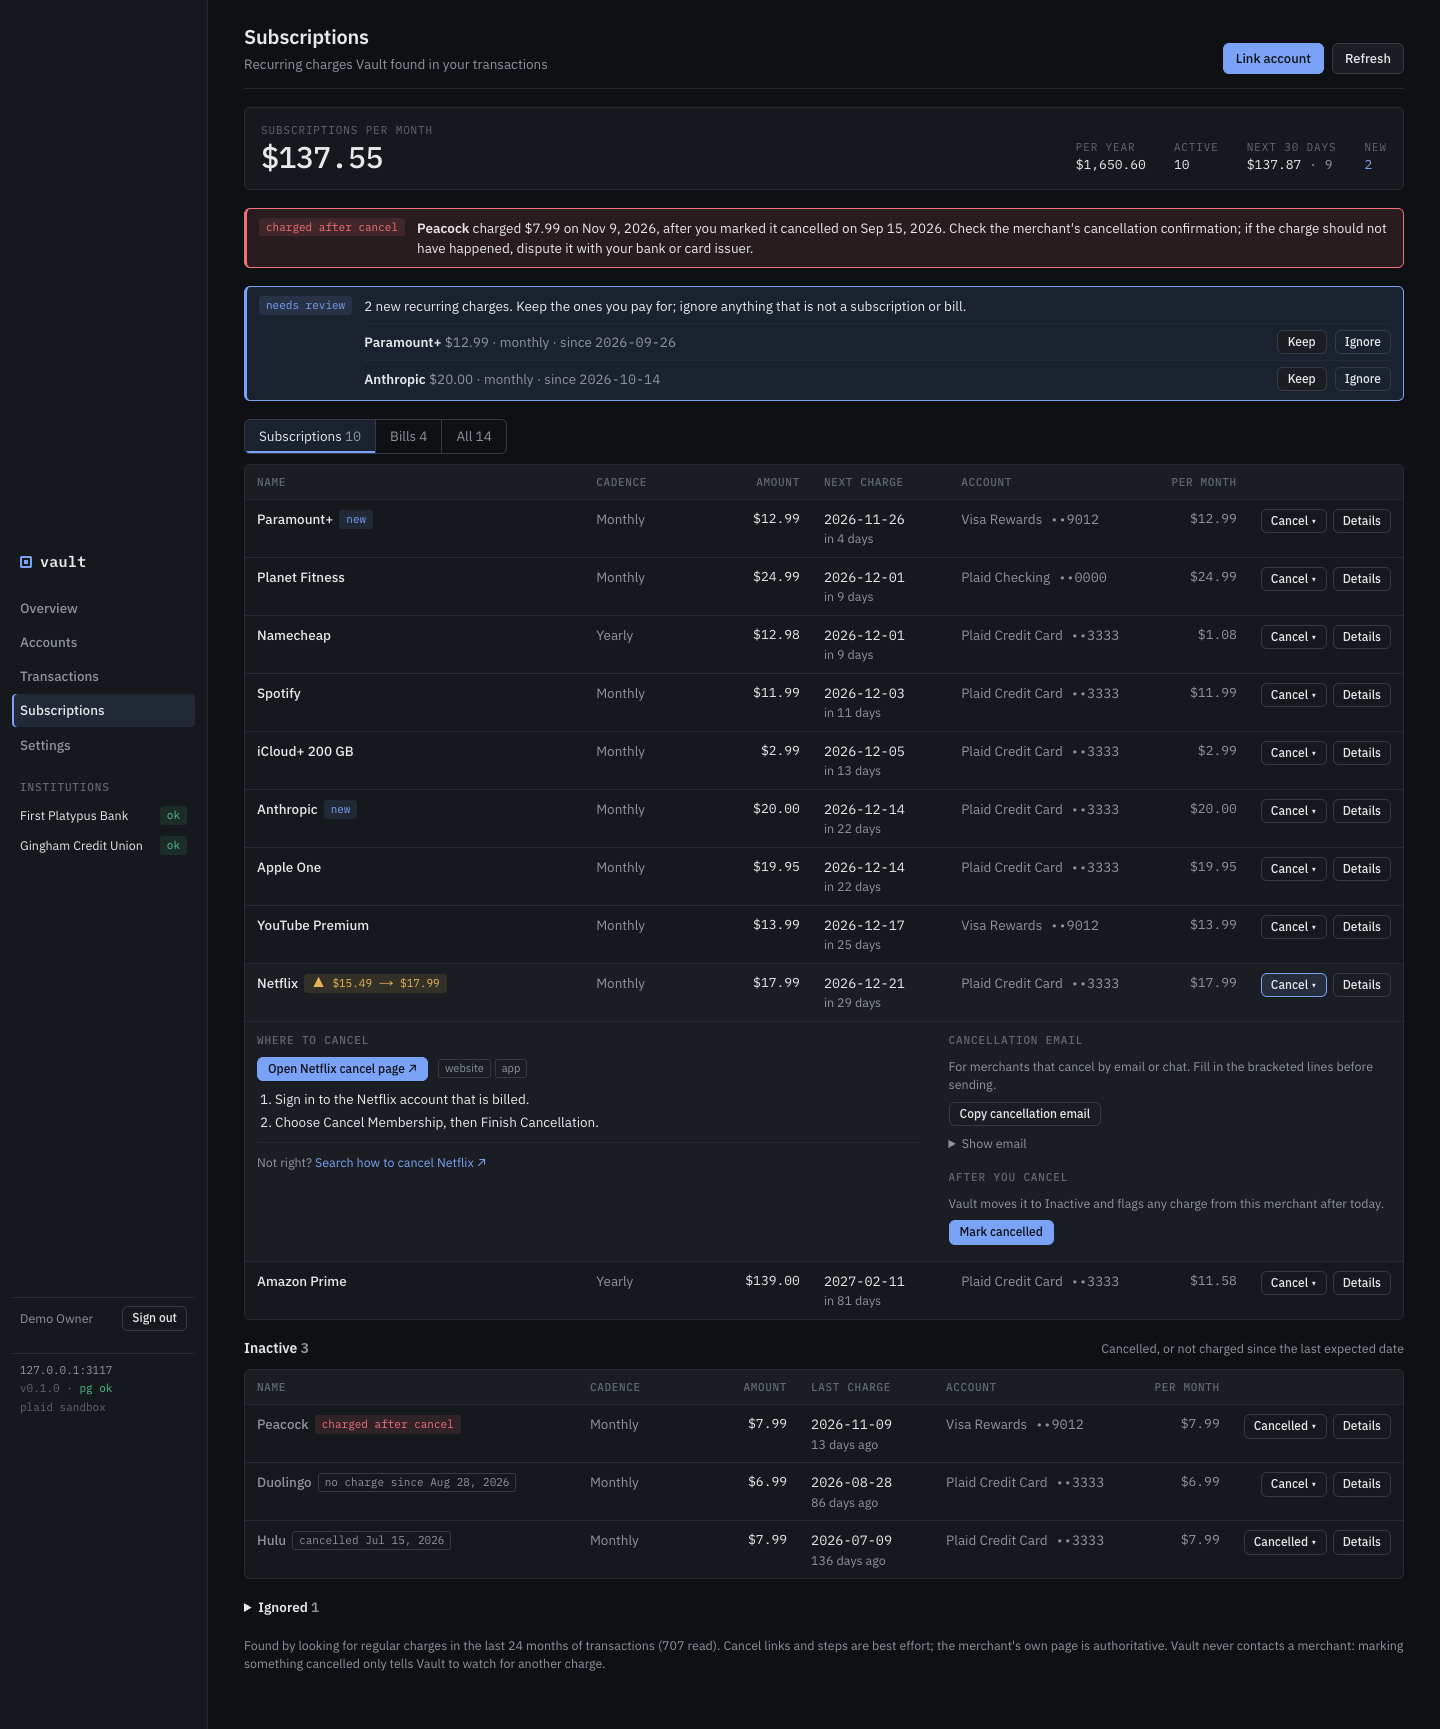 vault
Overview
Accounts
Transactions
Subscriptions
Settings
INSTITUTIONS
First Platypus Bank ok
Gingham Credit Union ok
Demo Owner Sign out
127.0.0.1:3117
v0.1.0 · pg ok
plaid sandbox
Subscriptions
Recurring charges Vault found in your transactions
Link account Refresh
SUBSCRIPTIONS PER MONTH
$137.55
PER YEAR ACTIVE NEXT 30 DAYS NEW
$1,650.60 10 $137.87 · 9 2
charged after cancel Peacock charged $7.99 on Nov 9, 2026, after you marked it cancelled on Sep 15, 2026. Check the merchant's cancellation confirmation; if the charge should not
have happened, dispute it with your bank or card issuer.
needs review 2 new recurring charges. Keep the ones you pay for; ignore anything that is not a subscription or bill.
Paramount+ $12.99 · monthly · since 2026-09-26 Keep Ignore
Anthropic $20.00 · monthly · since 2026-10-14 Keep Ignore
Subscriptions 10 Bills 4 All 14
NAME CADENCE AMOUNT NEXT CHARGE ACCOUNT PER MONTH
Paramount+ new Monthly $12.99 2026-11-26 Visa Rewards ••9012 $12.99 Cancel ▾ Details
in 4 days
Planet Fitness Monthly $24.99 2026-12-01 Plaid Checking ••0000 $24.99 Cancel ▾ Details
in 9 days
Namecheap Yearly $12.98 2026-12-01 Plaid Credit Card ••3333 $1.08 Cancel ▾ Details
in 9 days
Spotify Monthly $11.99 2026-12-03 Plaid Credit Card ••3333 $11.99 Cancel ▾ Details
in 11 days
iCloud+ 200 GB Monthly $2.99 2026-12-05 Plaid Credit Card ••3333 $2.99 Cancel ▾ Details
in 13 days
Anthropic new Monthly $20.00 2026-12-14 Plaid Credit Card ••3333 $20.00 Cancel ▾ Details
in 22 days
Apple One Monthly $19.95 2026-12-14 Plaid Credit Card ••3333 $19.95 Cancel ▾ Details
in 22 days
YouTube Premium Monthly $13.99 2026-12-17 Visa Rewards ••9012 $13.99 Cancel ▾ Details
in 25 days
Netflix ▲ $15.49 → $17.99 Monthly $17.99 2026-12-21 Plaid Credit Card ••3333 $17.99 Cancel ▾ Details
in 29 days
WHERE TO CANCEL
Open Netflix cancel page ↗ website app
1. Sign in to the Netflix account that is billed.
2. Choose Cancel Membership, then Finish Cancellation.
Not right? Search how to cancel Netflix ↗
CANCELLATION EMAIL
For merchants that cancel by email or chat. Fill in the bracketed lines before
sending.
Copy cancellation email
▶ Show email
AFTER YOU CANCEL
Vault moves it to Inactive and flags any charge from this merchant after today.
Mark cancelled
Amazon Prime Yearly $139.00 2027-02-11 Plaid Credit Card ••3333 $11.58 Cancel ▾ Details
in 81 days
Inactive 3 Cancelled, or not charged since the last expected date
NAME CADENCE AMOUNT LAST CHARGE ACCOUNT PER MONTH
Peacock charged after cancel Monthly $7.99 2026-11-09 Visa Rewards ••9012 $7.99 Cancelled ▾ Details
13 days ago
Duolingo no charge since Aug 28, 2026 Monthly $6.99 2026-08-28 Plaid Credit Card ••3333 $6.99 Cancel ▾ Details
86 days ago
Hulu cancelled Jul 15, 2026 Monthly $7.99 2026-07-09 Plaid Credit Card ••3333 $7.99 Cancelled ▾ Details
136 days ago
▶ Ignored 1
Found by looking for regular charges in the last 24 months of transactions (707 read). Cancel links and steps are best effort; the merchant's own page is authoritative. Vault never contacts a merchant: marking
something cancelled only tells Vault to watch for another charge.